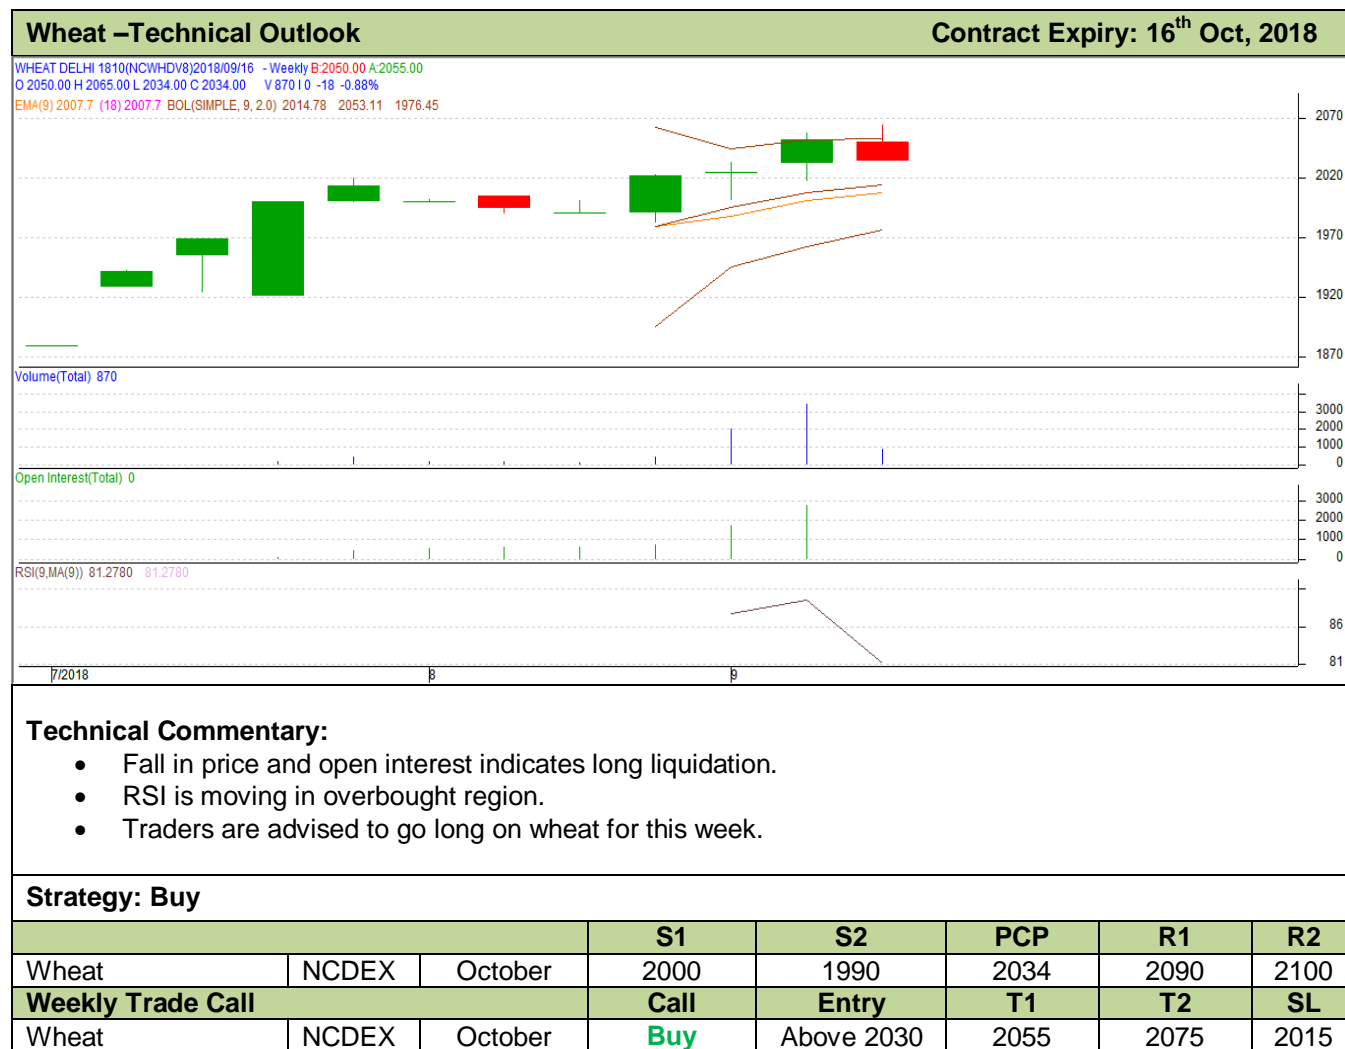 Wheat –Technical Outlook Contract Expiry: 16th Oct, 2018
WHEAT DELHI 1810(NCWHDV8)2018/09/16 - Weekly B:2050.00 A:2055.00
O 2050.00 H 2065.00 L 2034.00 C 2034.00 V 870 I 0 -18 -0.88%
EMA(9) 2007.7 (18) 2007.7 BOL(SIMPLE, 9, 2.0) 2014.78 2053.11 1976.45
2070
2020
1970
1920
1870
Volume(Total) 870
3000
2000
1000
0
Open Interest(Total) 0
3000
2000
1000
0
RSI(9,MA(9)) 81.2780 81.2780
86
81
7/2018 8 9
Technical Commentary:
• Fall in price and open interest indicates long liquidation.
• RSI is moving in overbought region.
• Traders are advised to go long on wheat for this week.
Strategy: Buy
S1 S2 PCP R1 R2
Wheat NCDEX October 2000 1990 2034 2090 2100
Weekly Trade Call Call Entry T1 T2 SL
Wheat NCDEX October Buy Above 2030 2055 2075 2015